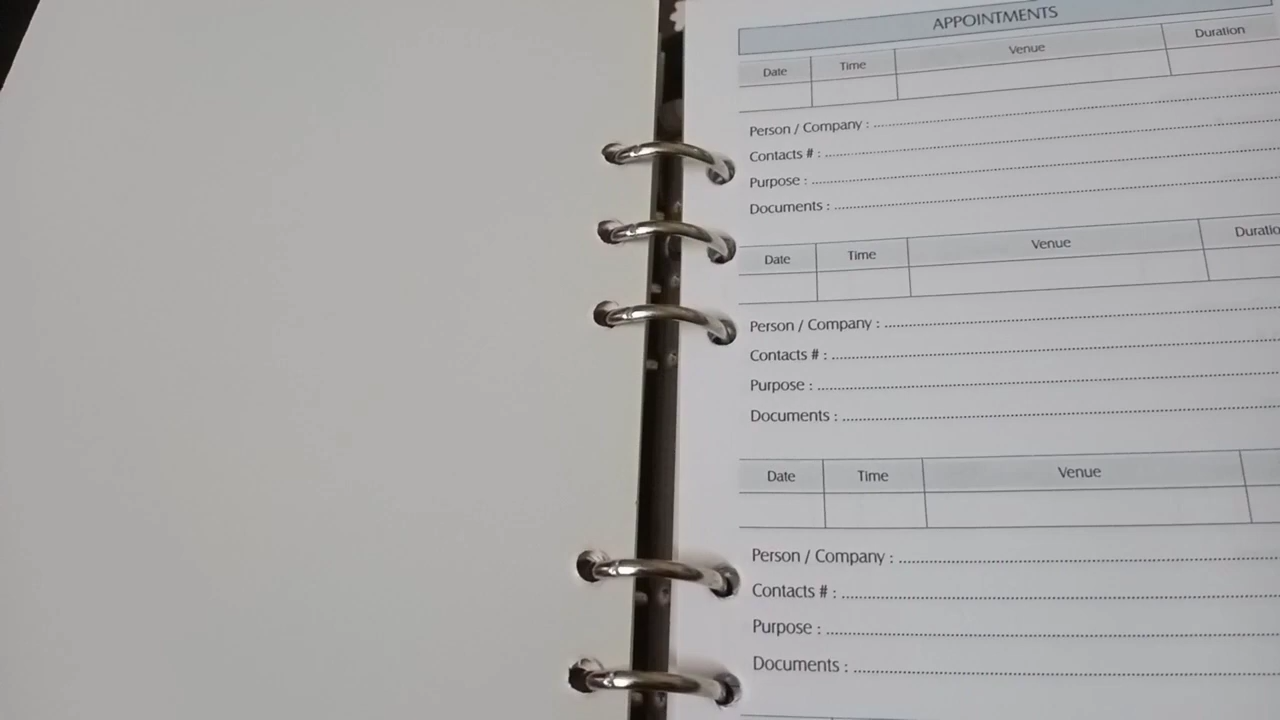 APPOINTMENTS
Date Time Venue Duration
Person / Company :
Contacts # :
Purpose :
Documents :
Date Time Venue
Person / Company :
Contacts # :
Purpose :
Documents :
Date Time Venue
Person / Company :
Contacts # :
Purpose :
Documents :